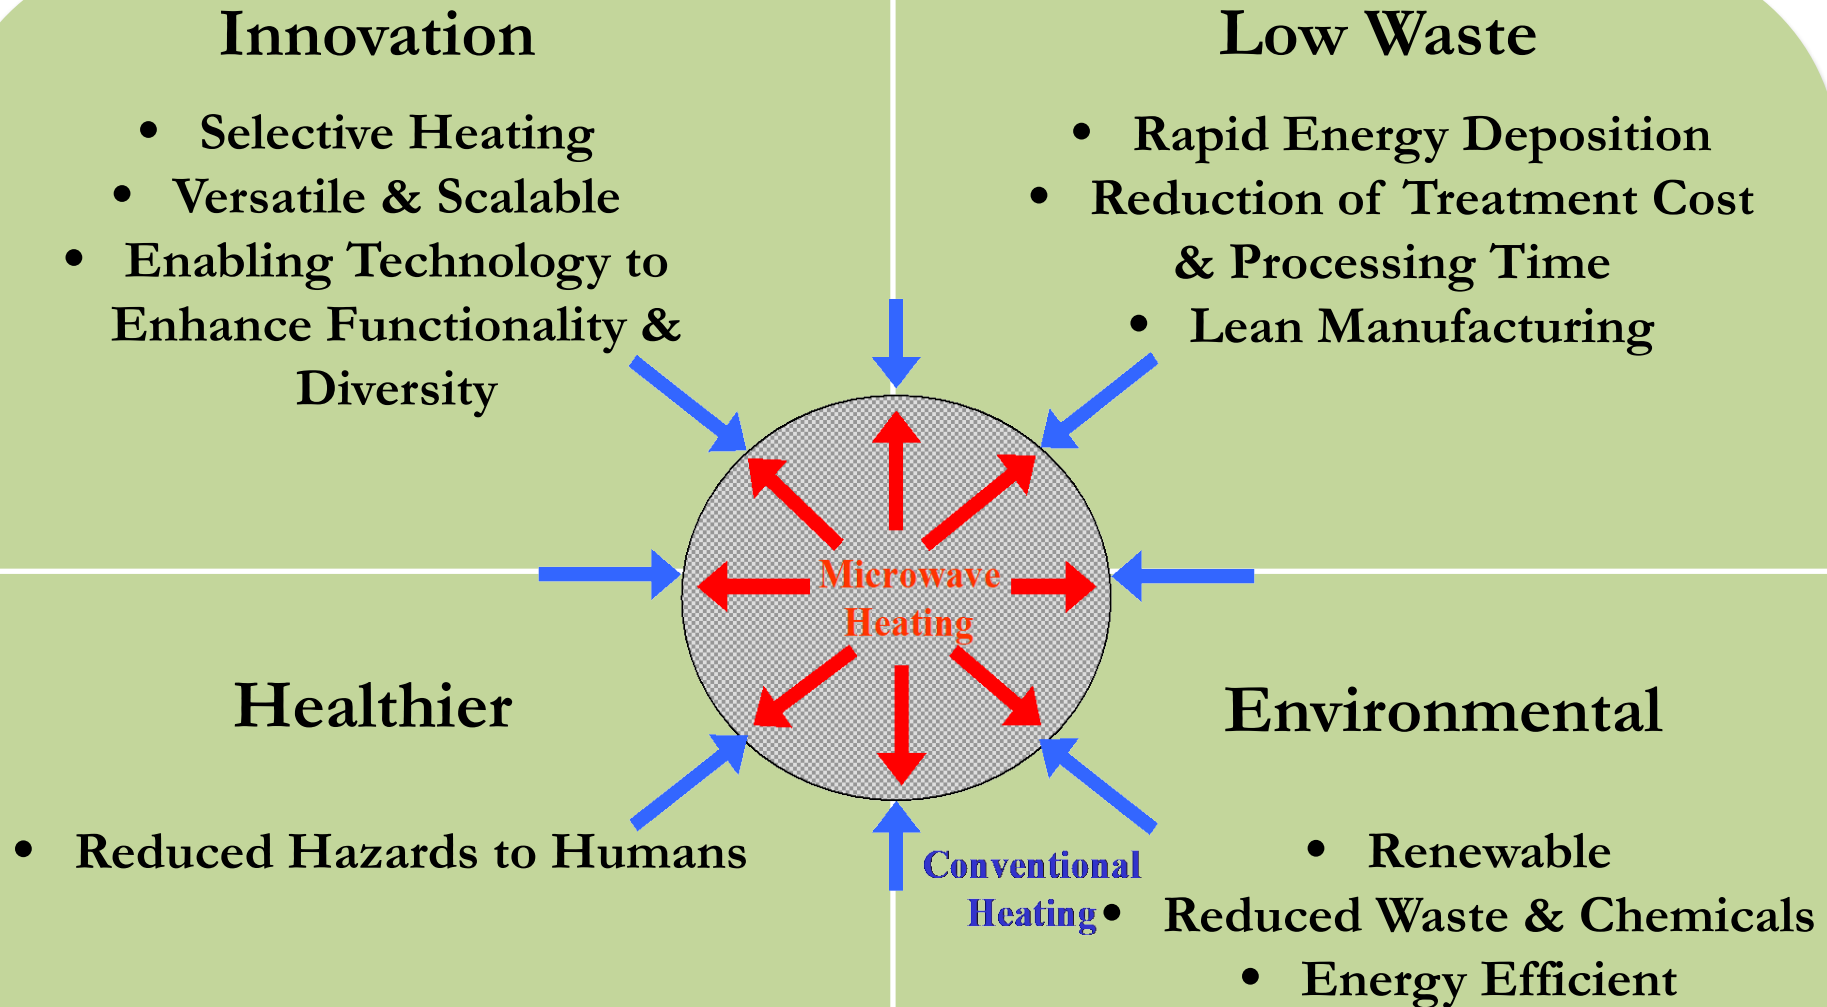 Innovation
• Selective Heating
• Versatile & Scalable
• Enabling Technology to
Enhance Functionality &
Diversity
Low Waste
• Rapid Energy Deposition
• Reduction of Treatment Cost
& Processing Time
• Lean Manufacturing
Microwave
Heating
Healthier
• Reduced Hazards to Humans
Conventional
Heating
Environmental
• Renewable
• Reduced Waste & Chemicals
• Energy Efficient